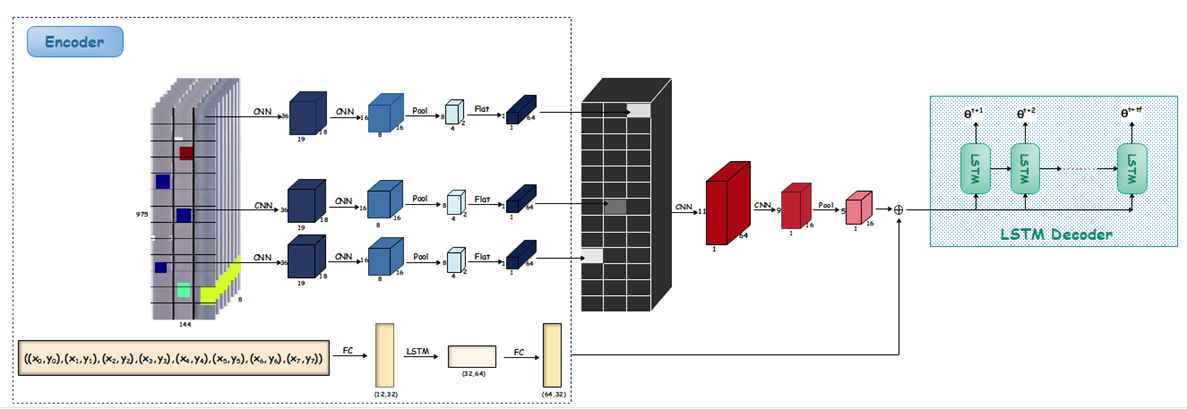 Encoder
CNN 36 19 18 CNN 16 8 16 Pool 8 4 2 Flat 1 1 64
CNN 36 19 18 CNN 16 8 16 Pool 8 4 2 Flat 1 1 64
CNN 36 19 18 CNN 16 8 16 Pool 8 4 2 Flat 1 1 64
975
144
8
CNN 11 1 64 CNN 9 1 16 Pool 5 1 16
θᵗ⁺¹ θᵗ⁺² θᵗ⁺ᵗᶠ
LSTM LSTM LSTM
LSTM Decoder
((x₀,y₀),(x₁,y₁),(x₂,y₂),(x₃,y₃),(x₄,y₄),(x₅,y₅),(x₆,y₆),(x₇,y₇))
FC LSTM FC
(12,32) (32,64) (64,32)